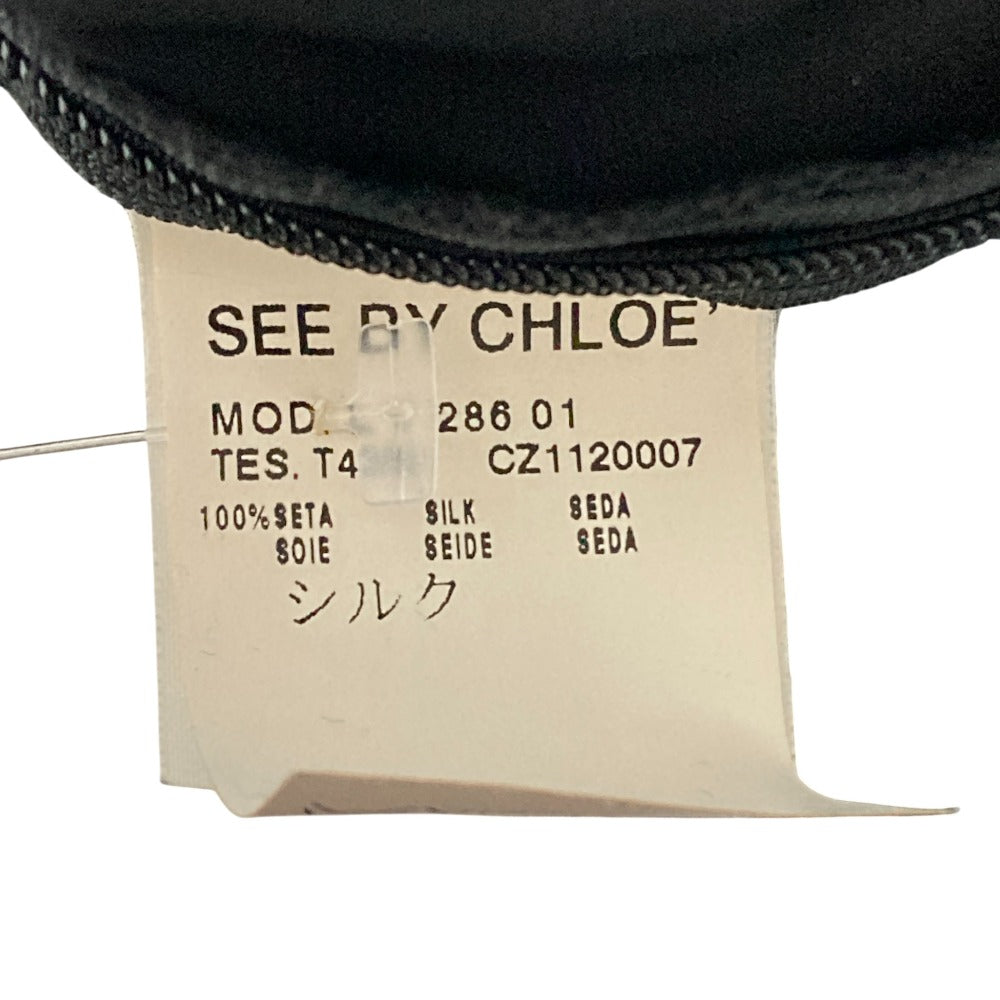 SEE BY CHLOE'
MOD. 286 01
TES. T4 CZ1120007
100% SETA SILK SEDA
SOIE SEIDE SEDA
シルク